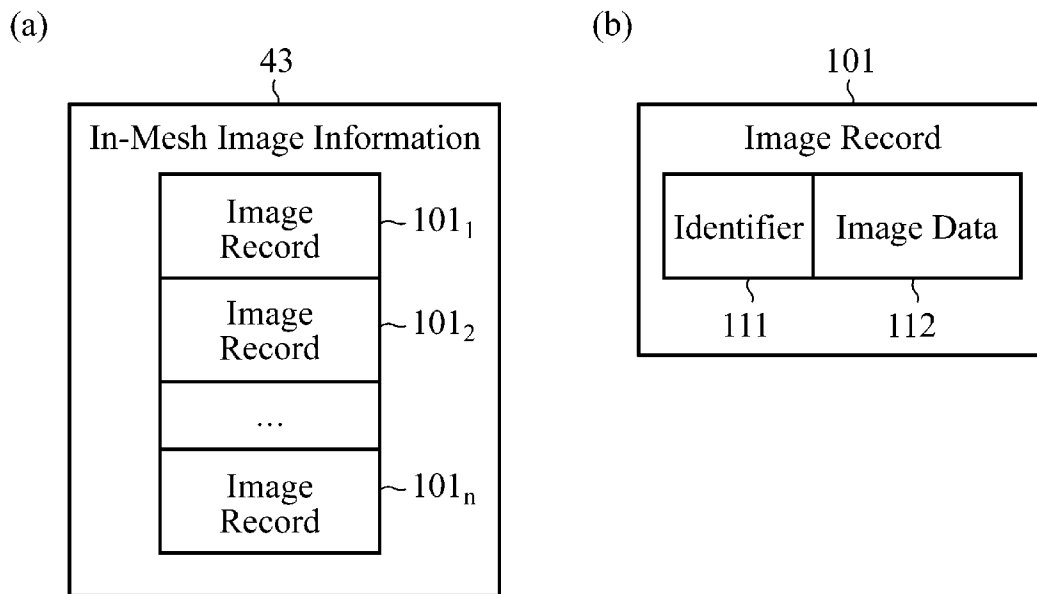 (a)
43
In-Mesh Image Information
Image
Record
101₁
Image
Record
101₂
...
Image
Record
101ₙ
(b)
101
Image Record
Identifier
Image Data
111
112